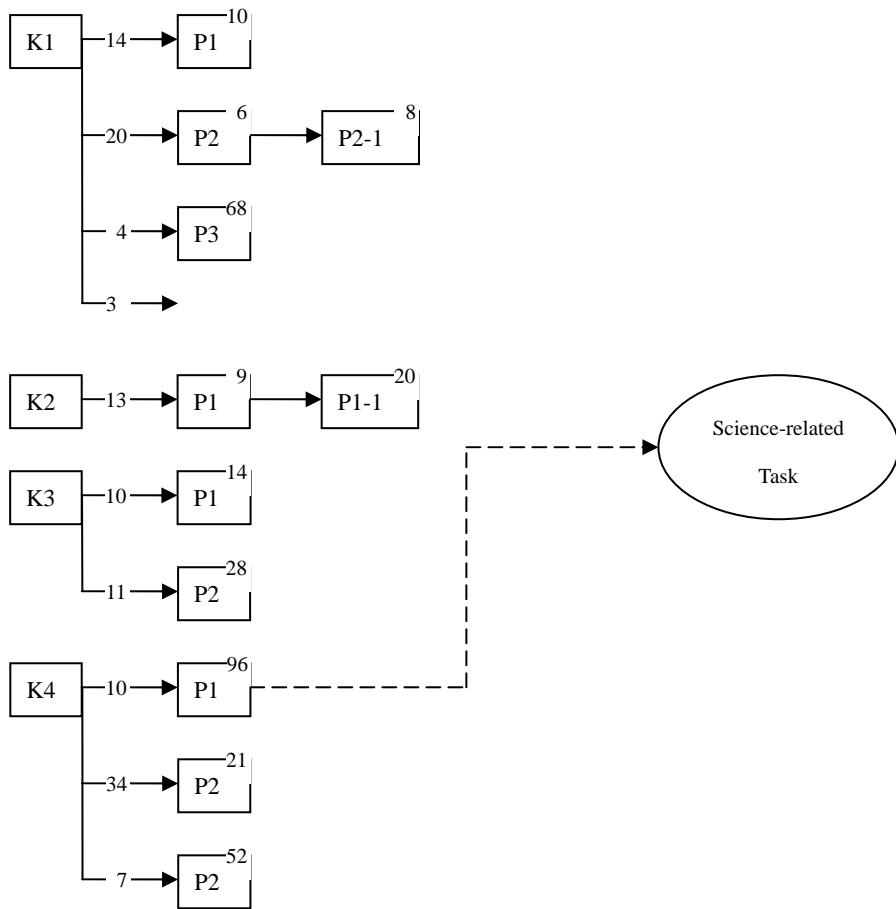 10
K1 14 P1
6 8
20 P2 P2-1
68
4 P3
3
9 20
K2 13 P1 P1-1
Science-related
Task
14
K3 10 P1
28
11 P2
96
K4 10 P1
21
34 P2
52
7 P2